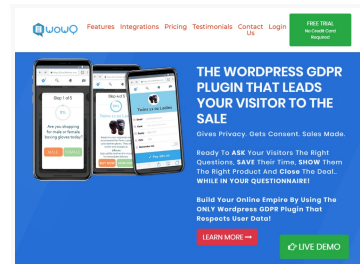 WOWQ
Features Integrations Pricing Testimonials Contact Us Login
FREE TRIAL
No Credit Card
Required
THE WORDPRESS GDPR
PLUGIN THAT LEADS
YOUR VISITOR TO THE
SALE
Gives Privacy. Gets Consent. Sales Made.
Ready To ASK Your Visitors The Right
Questions, SAVE Their Time, SHOW Them
The Right Product And Close The Deal..
WHILE IN YOUR QUESTIONNAIRE!
Build Your Online Empire By Using The
ONLY Wordpress GDPR Plugin That
Respects User Data!
LEARN MORE
LIVE DEMO
Step 1 of 5
Are you shopping
for male or female
boxing gloves today?
Step 4 of 5